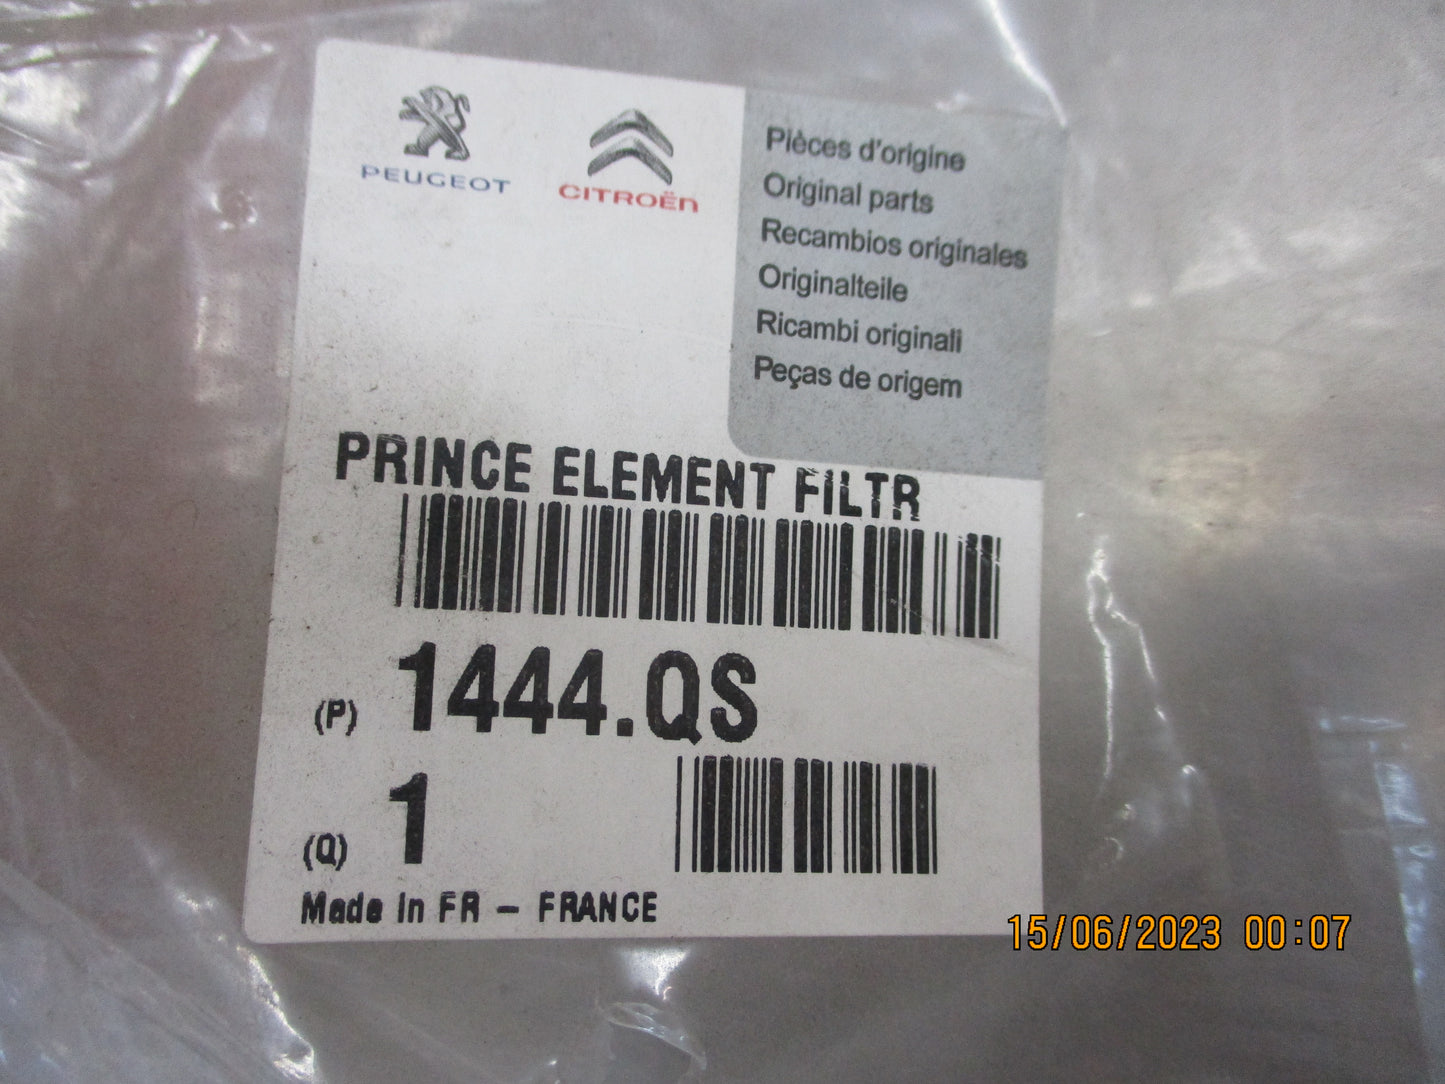 PEUGEOT
CITROËN
Pièces d'origine
Original parts
Recambios originales
Originalteile
Ricambi originali
Peças de origem
PRINCE ELEMENT FILTR
(P) 1444.QS
(Q) 1
Made in FR - FRANCE
15/06/2023 00:07